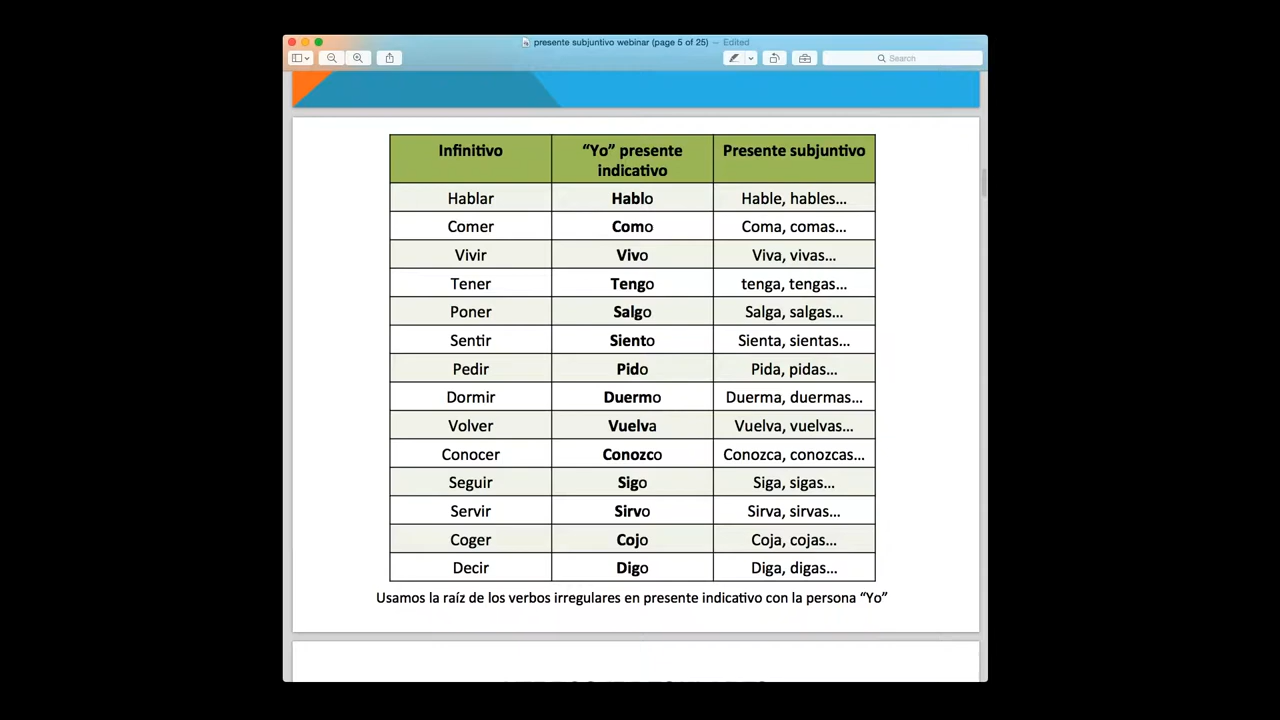 presente subjuntivo webinar (page 5 of 25) — Edited
Search
Infinitivo “Yo” presente indicativo Presente subjuntivo
Hablar Hablo Hable, hables...
Comer Como Coma, comas...
Vivir Vivo Viva, vivas...
Tener Tengo tenga, tengas...
Poner Salgo Salga, salgas...
Sentir Siento Sienta, sientas...
Pedir Pido Pida, pidas...
Dormir Duermo Duerma, duermas...
Volver Vuelva Vuelva, vuelvas...
Conocer Conozco Conozca, conozcas...
Seguir Sigo Siga, sigas...
Servir Sirvo Sirva, sirvas...
Coger Cojo Coja, cojas...
Decir Digo Diga, digas...
Usamos la raíz de los verbos irregulares en presente indicativo con la persona “Yo”